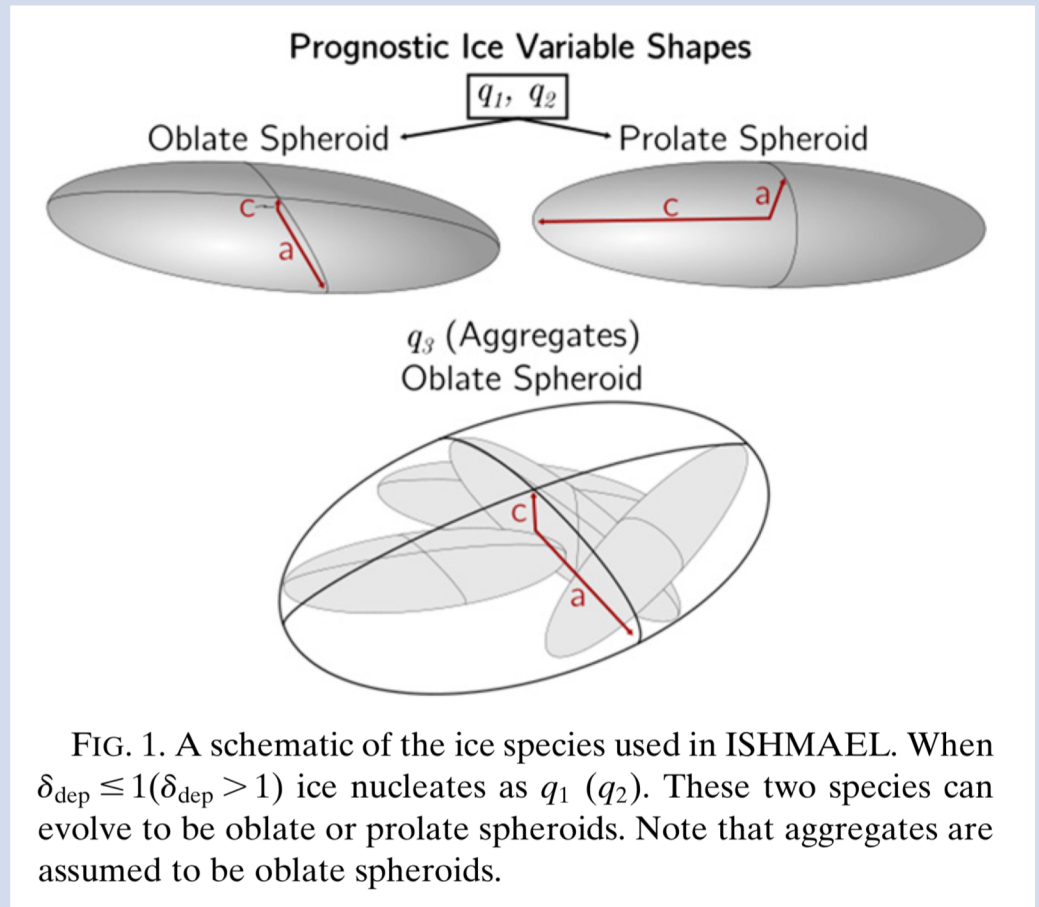 Prognostic Ice Variable Shapes
q1, q2
Oblate Spheroid
Prolate Spheroid
c
a
c
a
q3 (Aggregates)
Oblate Spheroid
c
a
FIG. 1. A schematic of the ice species used in ISHMAEL. When
δdep ≤ 1(δdep > 1) ice nucleates as q1 (q2). These two species can
evolve to be oblate or prolate spheroids. Note that aggregates are
assumed to be oblate spheroids.